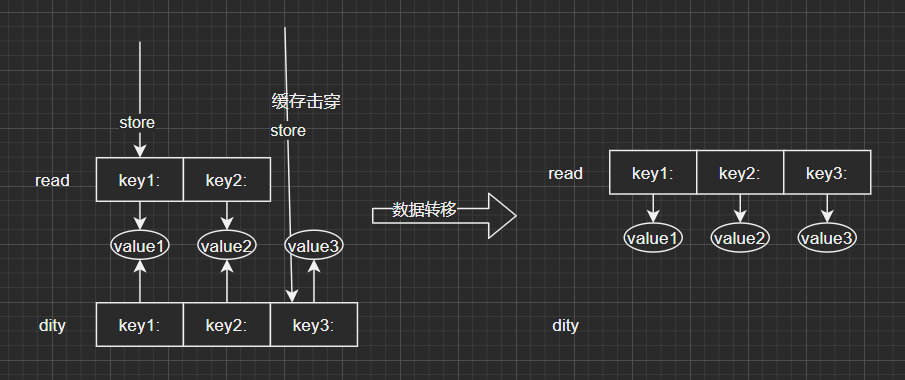 缓存击穿
store
store
read
key1:
key2:
value1
value2
value3
dity
key1:
key2:
key3:
数据转移
read
key1:
key2:
key3:
value1
value2
value3
dity